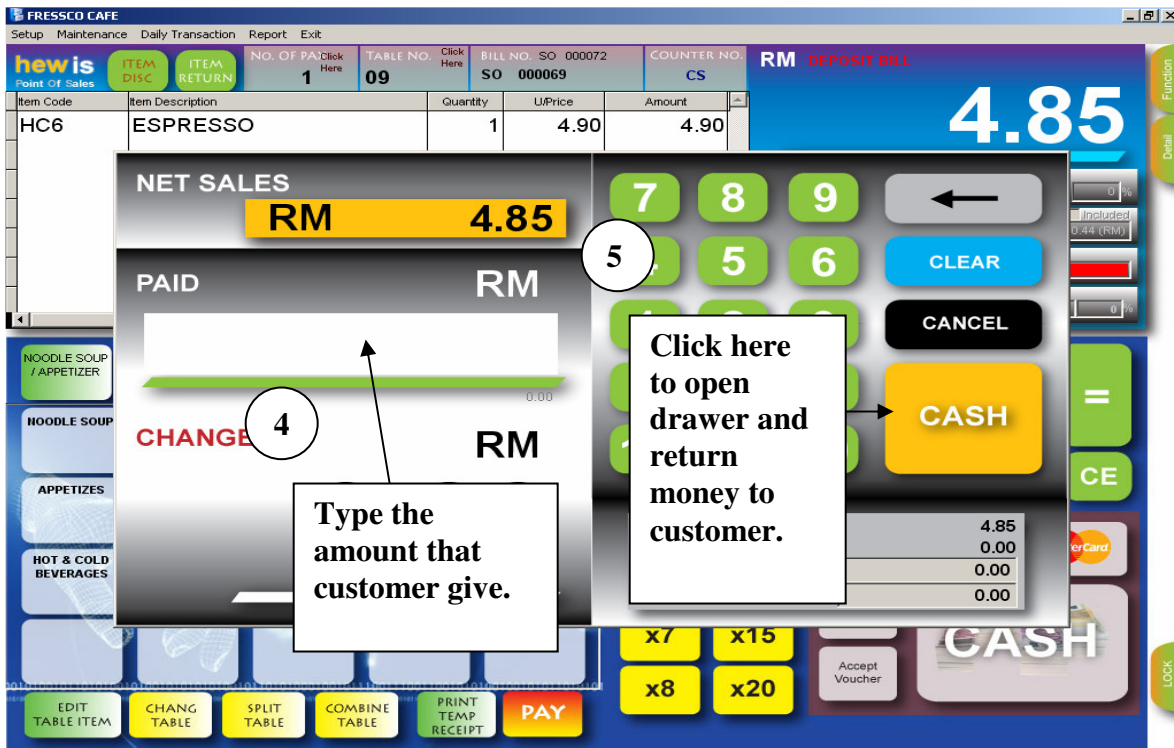 FRESSCO CAFE
Setup Maintenance Daily Transaction Report Exit
hew is
Point Of Sales
ITEM DISC
ITEM RETURN
NO. OF PA
Click Here
1
TABLE NO.
Click Here
09
BILL NO. SO 000072
SO 000069
COUNTER NO.
CS
RM DEPOSIT BILL
4.85
Function
Detail
Item Code Item Description Quantity U/Price Amount
HC6 ESPRESSO 1 4.90 4.90
0 %
Included
0.44 (RM)
0 %
NET SALES
RM 4.85
PAID RM
0.00
CHANGE RM
7 8 9
5 6
CLEAR
CANCEL
CASH
4
5
Type the
amount that
customer give.
Click here
to open
drawer and
return
money to
customer.
4.85
0.00
0.00
0.00
NOODLE SOUP
/ APPETIZER
NOODLE SOUP
APPETIZES
HOT & COLD
BEVERAGES
=
CE
erCard
x7 x15
x8 x20
Accept
Voucher
CASH
LOCK
EDIT
TABLE ITEM
CHANG
TABLE
SPLIT
TABLE
COMBINE
TABLE
PRINT
TEMP
RECEIPT
PAY